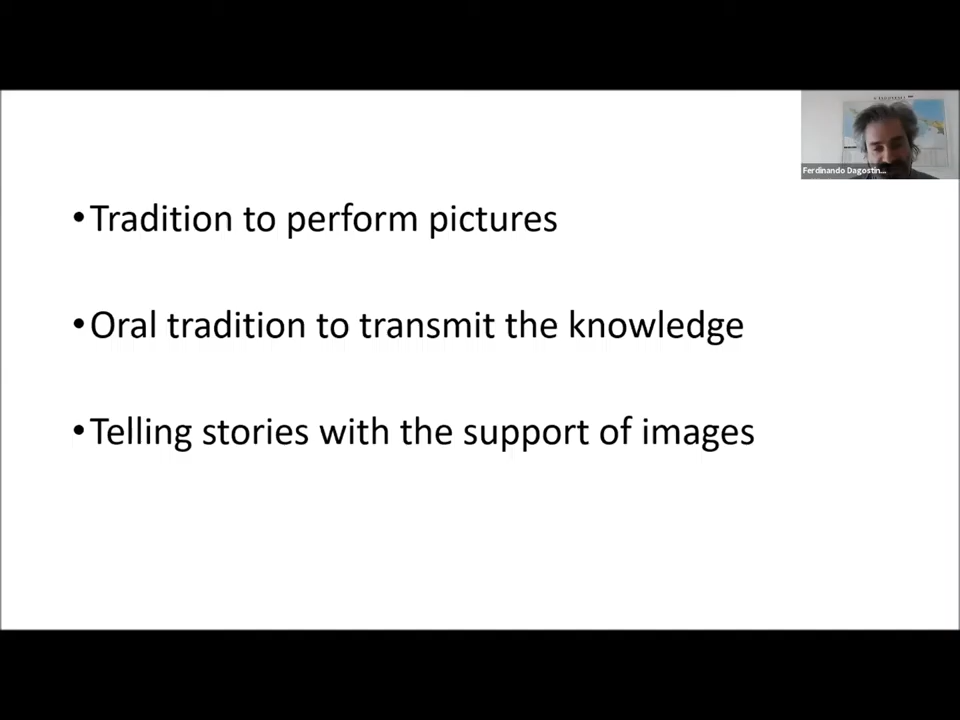 •Tradition to perform pictures
•Oral tradition to transmit the knowledge
•Telling stories with the support of images
Ferdinando Dagostin...